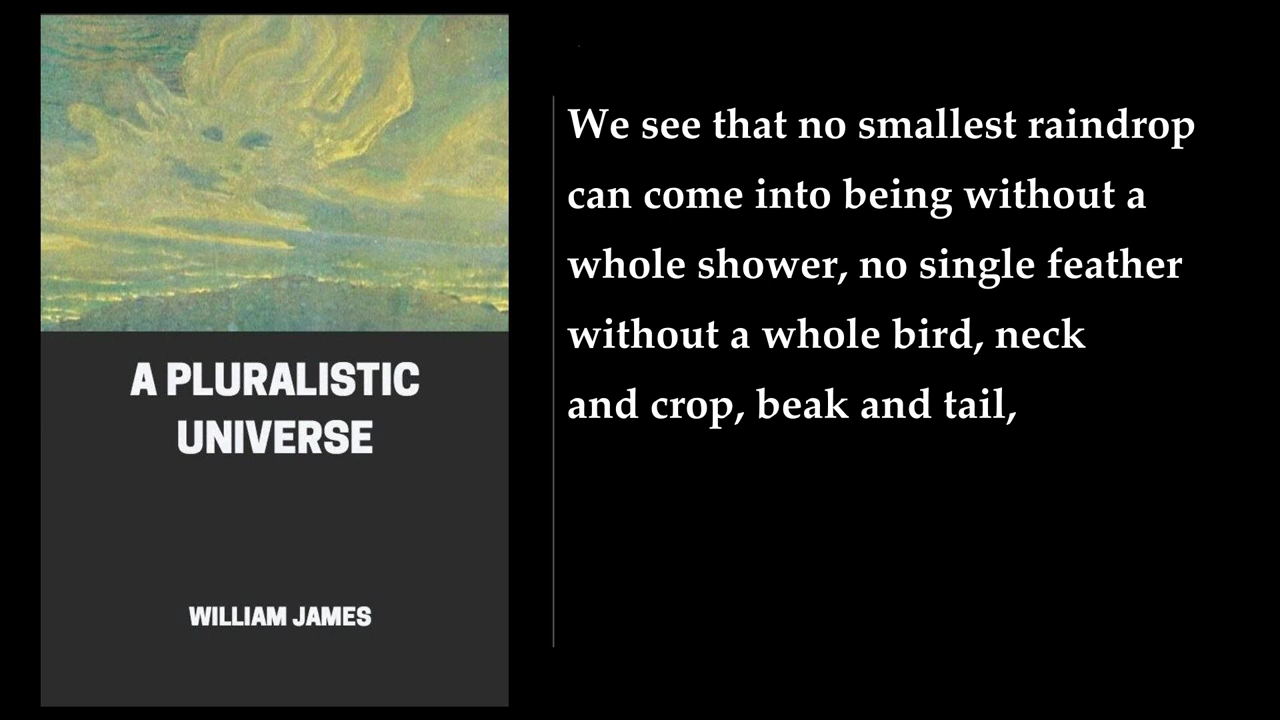 A PLURALISTIC
UNIVERSE
WILLIAM JAMES
We see that no smallest raindrop
can come into being without a
whole shower, no single feather
without a whole bird, neck
and crop, beak and tail,